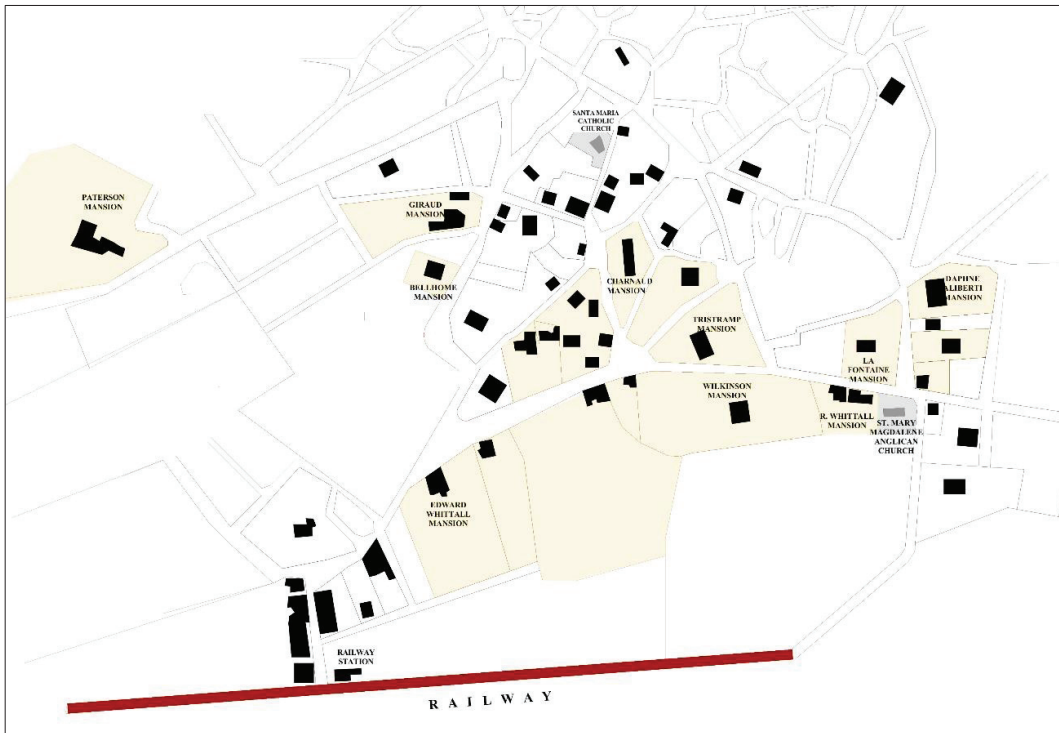 SANTA MARIA
CATHOLIC
CHURCH
PATERSON
MANSION
GIRAUD
MANSION
BELLHOME
MANSION
CHARNAUD
MANSION
DAPHNE
ALIBERTI
MANSION
TRISTRAMP
MANSION
LA
FONTAINE
MANSION
WILKINSON
MANSION
R. WHITTALL
MANSION
ST. MARY
MAGDALENE
ANGLICAN
CHURCH
EDWARD
WHITTALL
MANSION
RAILWAY
STATION
RAILWAY